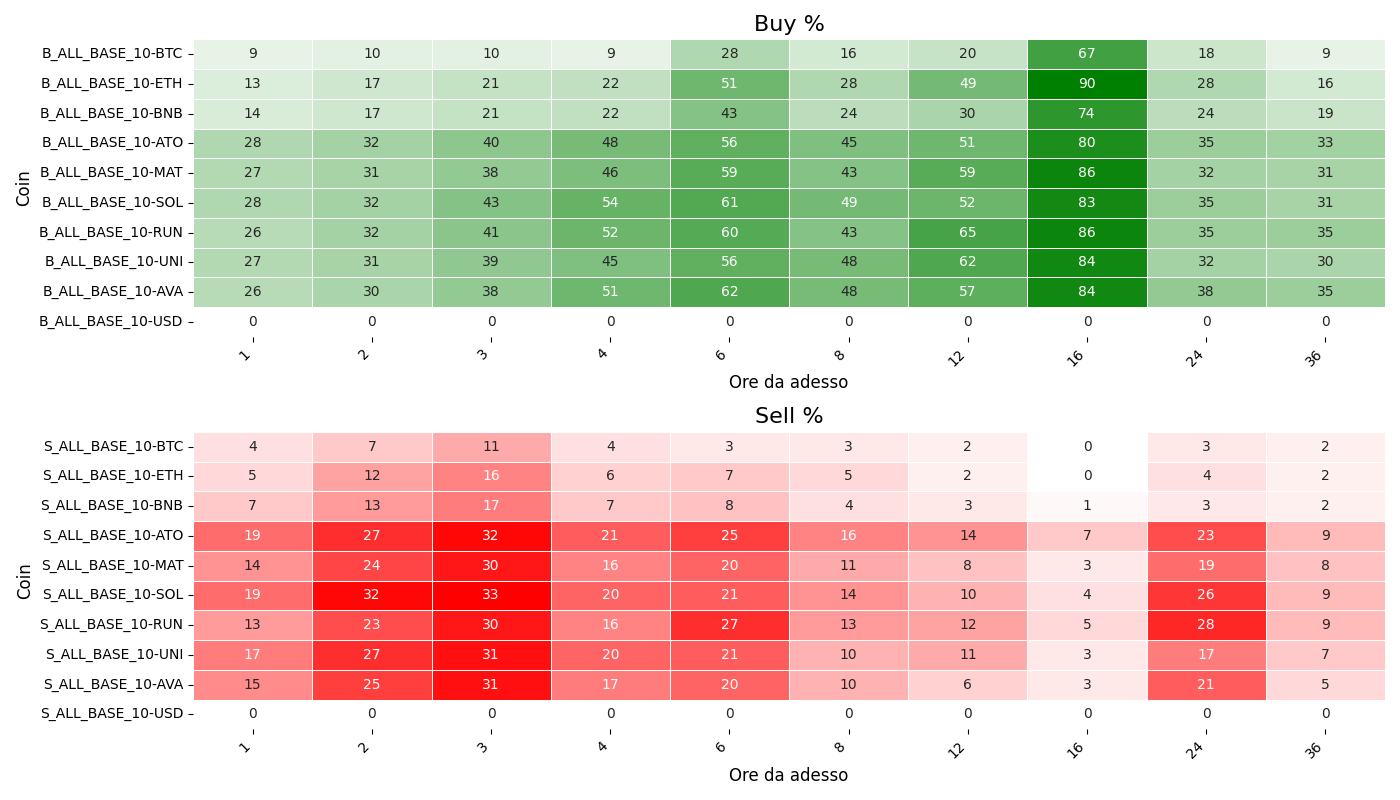 Buy %
Coin
B_ALL_BASE_10-BTC 9 10 10 9 28 16 20 67 18 9
B_ALL_BASE_10-ETH 13 17 21 22 51 28 49 90 28 16
B_ALL_BASE_10-BNB 14 17 21 22 43 24 30 74 24 19
B_ALL_BASE_10-ATO 28 32 40 48 56 45 51 80 35 33
B_ALL_BASE_10-MAT 27 31 38 46 59 43 59 86 32 31
B_ALL_BASE_10-SOL 28 32 43 54 61 49 52 83 35 31
B_ALL_BASE_10-RUN 26 32 41 52 60 43 65 86 35 35
B_ALL_BASE_10-UNI 27 31 39 45 56 48 62 84 32 30
B_ALL_BASE_10-AVA 26 30 38 51 62 48 57 84 38 35
B_ALL_BASE_10-USD 0 0 0 0 0 0 0 0 0 0
1 2 3 4 6 8 12 16 24 36
Ore da adesso
Sell %
Coin
S_ALL_BASE_10-BTC 4 7 11 4 3 3 2 0 3 2
S_ALL_BASE_10-ETH 5 12 16 6 7 5 2 0 4 2
S_ALL_BASE_10-BNB 7 13 17 7 8 4 3 1 3 2
S_ALL_BASE_10-ATO 19 27 32 21 25 16 14 7 23 9
S_ALL_BASE_10-MAT 14 24 30 16 20 11 8 3 19 8
S_ALL_BASE_10-SOL 19 32 33 20 21 14 10 4 26 9
S_ALL_BASE_10-RUN 13 23 30 16 27 13 12 5 28 9
S_ALL_BASE_10-UNI 17 27 31 20 21 10 11 3 17 7
S_ALL_BASE_10-AVA 15 25 31 17 20 10 6 3 21 5
S_ALL_BASE_10-USD 0 0 0 0 0 0 0 0 0 0
1 2 3 4 6 8 12 16 24 36
Ore da adesso